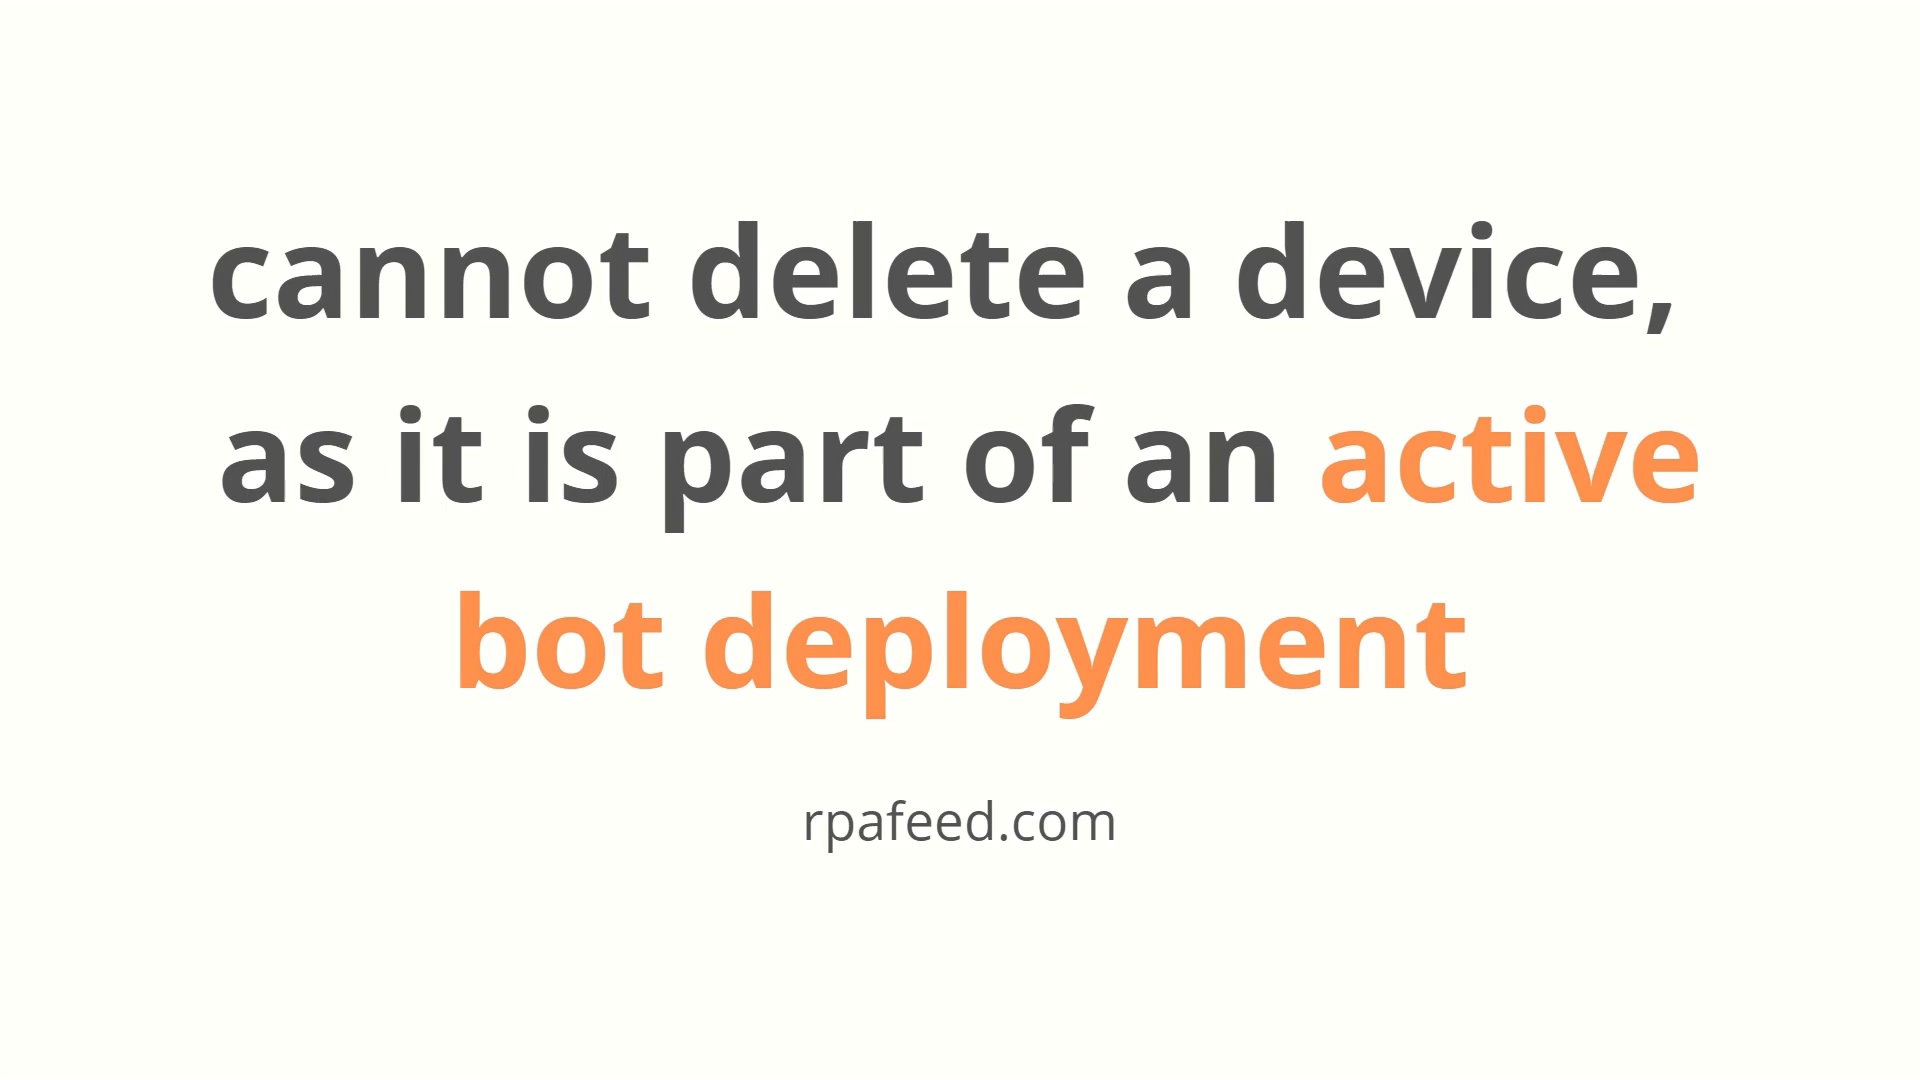 cannot delete a device,
as it is part of an active
bot deployment
rpafeed.com